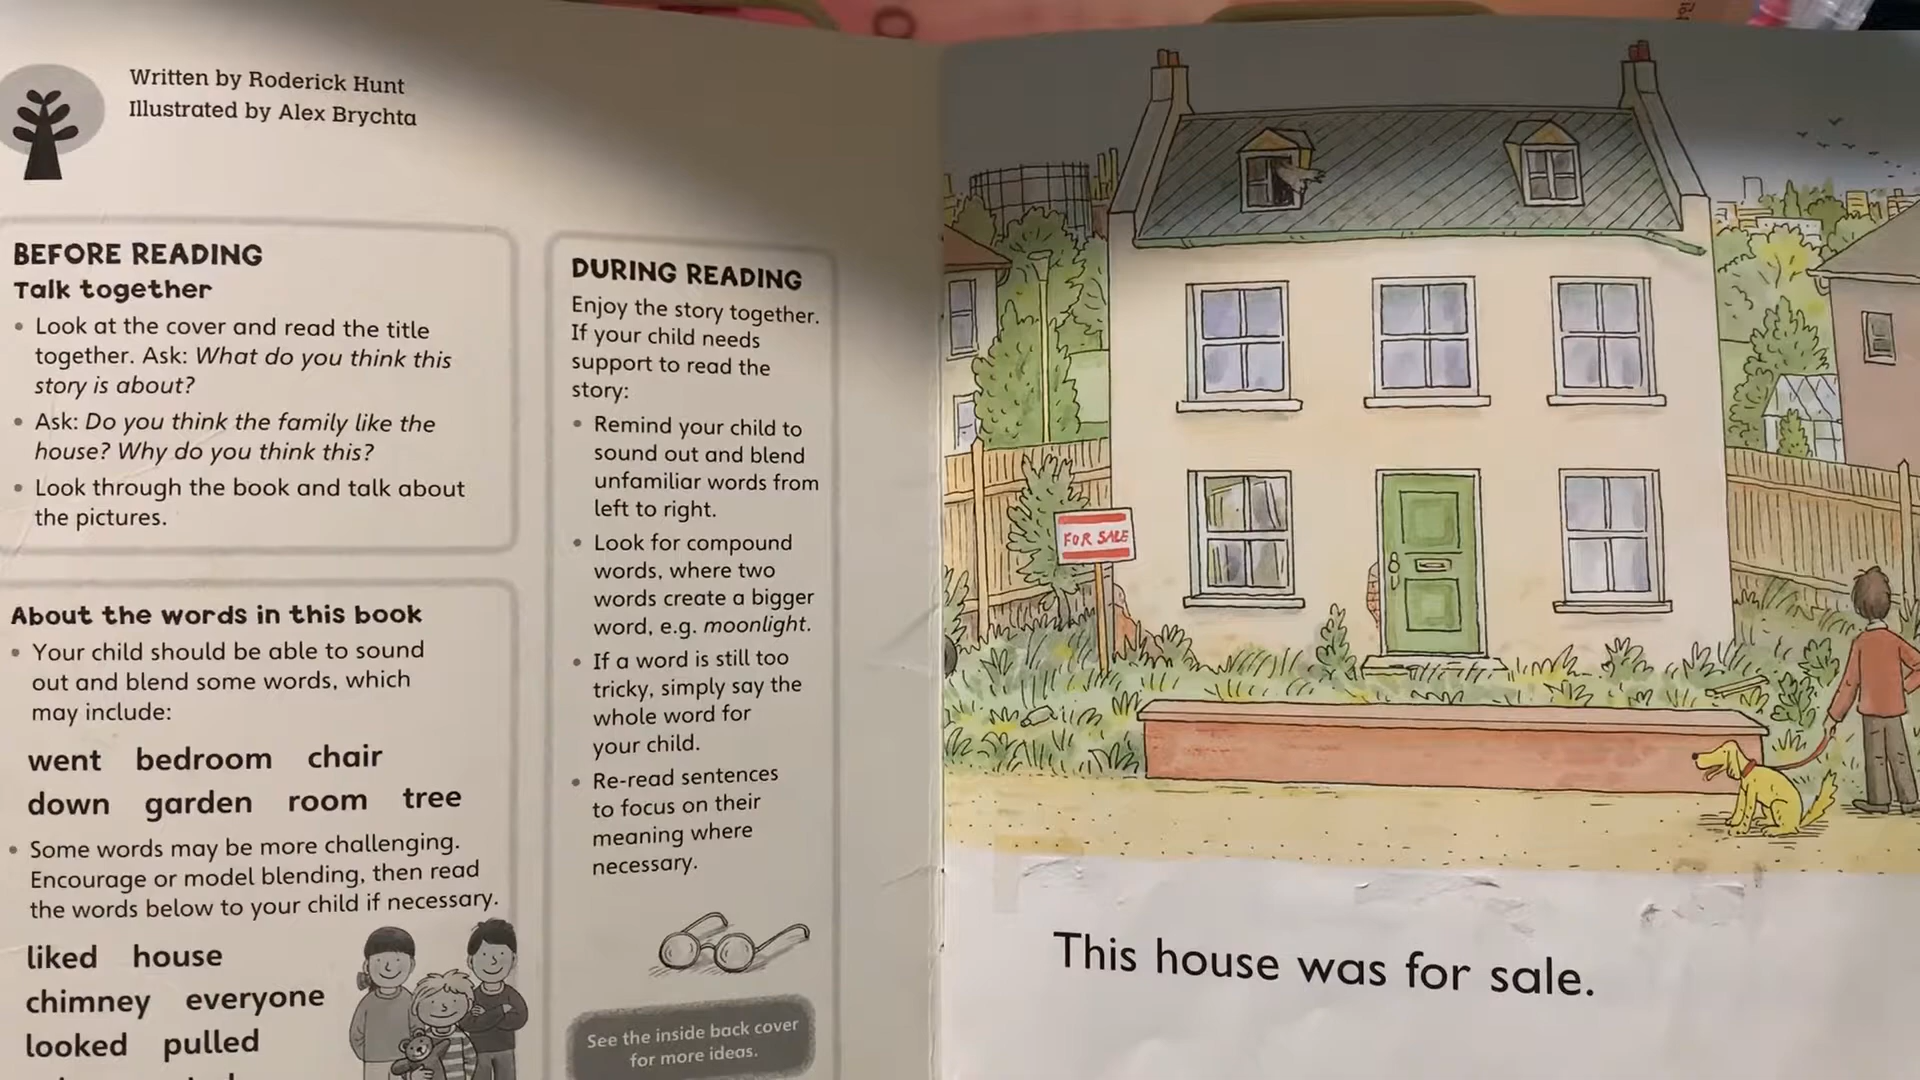 Written by Roderick Hunt
Illustrated by Alex Brychta
BEFORE READING
Talk together
• Look at the cover and read the title
together. Ask: What do you think this
story is about?
• Ask: Do you think the family like the
house? Why do you think this?
• Look through the book and talk about
the pictures.
About the words in this book
• Your child should be able to sound
out and blend some words, which
may include:
went bedroom chair
down garden room tree
• Some words may be more challenging.
Encourage or model blending, then read
the words below to your child if necessary.
liked house
chimney everyone
looked pulled
DURING READING
Enjoy the story together.
If your child needs
support to read the
story:
• Remind your child to
sound out and blend
unfamiliar words from
left to right.
• Look for compound
words, where two
words create a bigger
word, e.g. moonlight.
• If a word is still too
tricky, simply say the
whole word for
your child.
• Re-read sentences
to focus on their
meaning where
necessary.
See the inside back cover
for more ideas.
FOR SALE
This house was for sale.